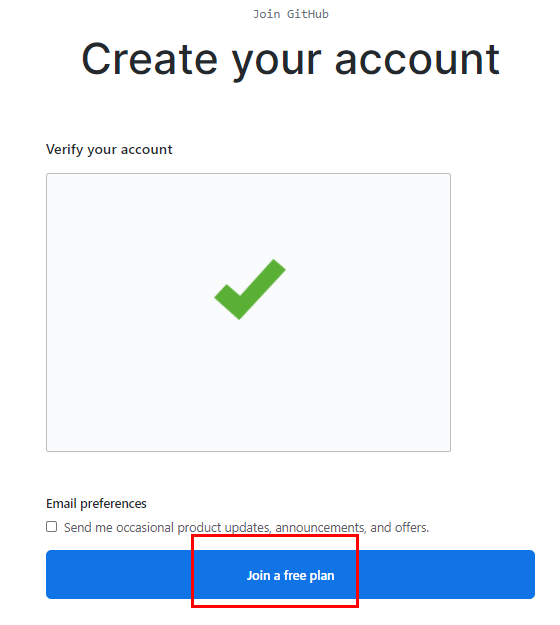 Join GitHub
Create your account
Verify your account
Email preferences
Send me occasional product updates, announcements, and offers.
Join a free plan